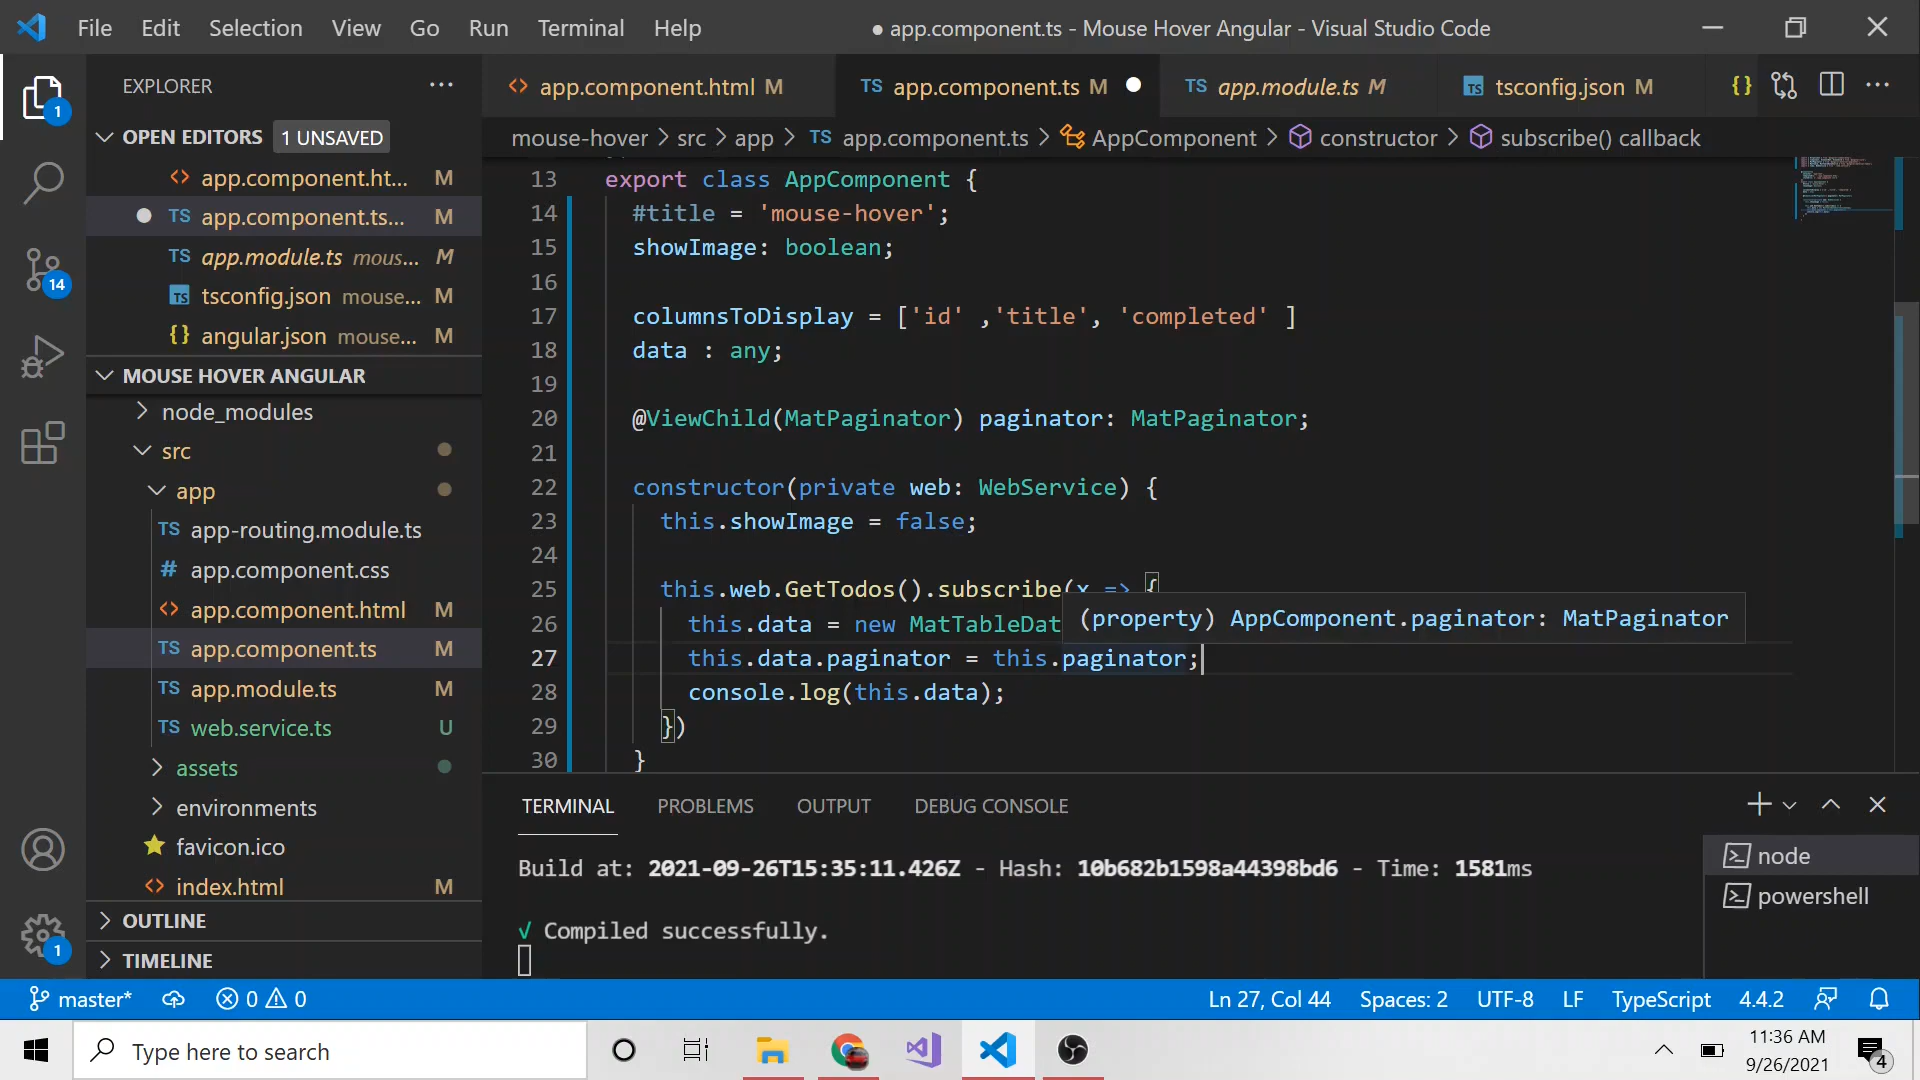 File Edit Selection View Go Run Terminal Help
● app.component.ts - Mouse Hover Angular - Visual Studio Code
EXPLORER
OPEN EDITORS 1 UNSAVED
<> app.component.ht... M
● TS app.component.ts... M
TS app.module.ts mous... M
TS tsconfig.json mouse... M
{} angular.json mouse... M
MOUSE HOVER ANGULAR
node_modules
src
app
TS app-routing.module.ts
# app.component.css
<> app.component.html M
TS app.component.ts M
TS app.module.ts M
TS web.service.ts U
assets
environments
favicon.ico
<> index.html M
OUTLINE
TIMELINE
1
14
1
<> app.component.html M
TS app.component.ts M ●
TS app.module.ts M
TS tsconfig.json M
{}
mouse-hover > src > app > TS app.component.ts > AppComponent > constructor > subscribe() callback
13 export class AppComponent {
14 #title = 'mouse-hover';
15 showImage: boolean;
16
17 columnsToDisplay = ['id' ,'title', 'completed' ]
18 data : any;
19
20 @ViewChild(MatPaginator) paginator: MatPaginator;
21
22 constructor(private web: WebService) {
23 this.showImage = false;
24
25 this.web.GetTodos().subscribe(x => {
26 this.data = new MatTableDat
(property) AppComponent.paginator: MatPaginator
27 this.data.paginator = this.paginator;
28 console.log(this.data);
29 })
30 }
TERMINAL PROBLEMS OUTPUT DEBUG CONSOLE
Build at: 2021-09-26T15:35:11.426Z - Hash: 10b682b1598a44398bd6 - Time: 1581ms
√ Compiled successfully.
node
powershell
master* 0 0
Ln 27, Col 44 Spaces: 2 UTF-8 LF TypeScript 4.4.2
Type here to search
11:36 AM
9/26/2021
4